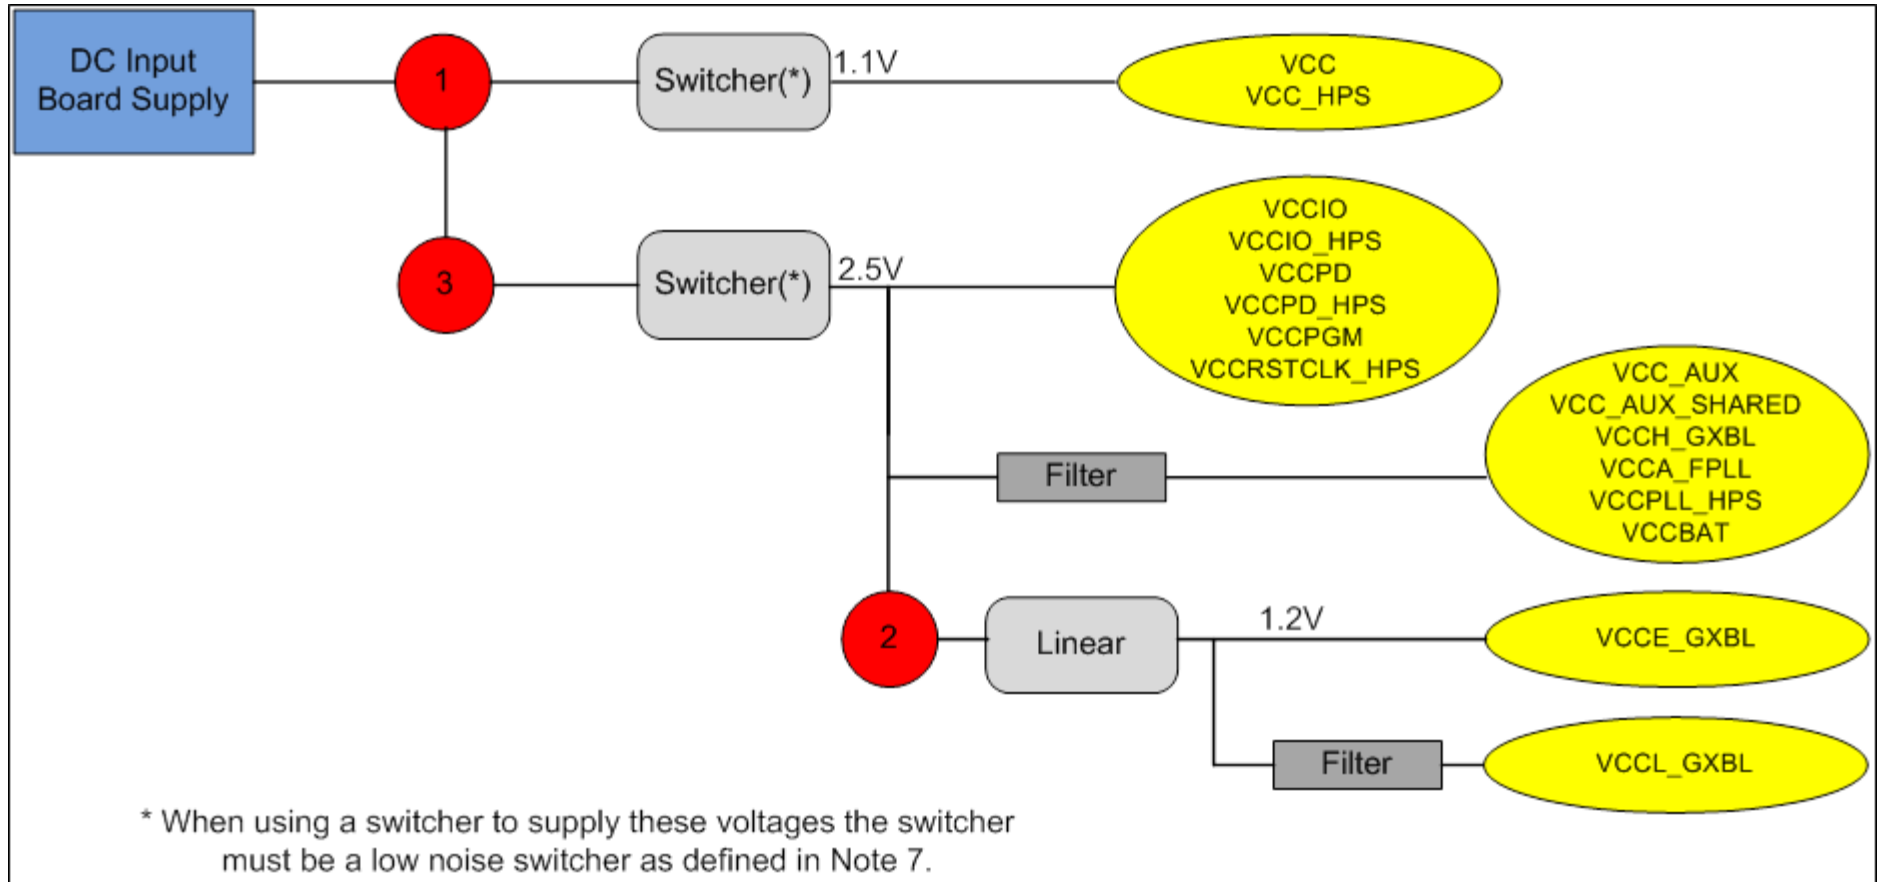 DC Input
Board Supply
1
Switcher(*)
1.1V
VCC
VCC_HPS
3
Switcher(*)
2.5V
VCCIO
VCCIO_HPS
VCCPD
VCCPD_HPS
VCCPGM
VCCRSTCLK_HPS
Filter
VCC_AUX
VCC_AUX_SHARED
VCCH_GXBL
VCCA_FPLL
VCCPLL_HPS
VCCBAT
2
Linear
1.2V
VCCE_GXBL
Filter
VCCL_GXBL
* When using a switcher to supply these voltages the switcher
must be a low noise switcher as defined in Note 7.